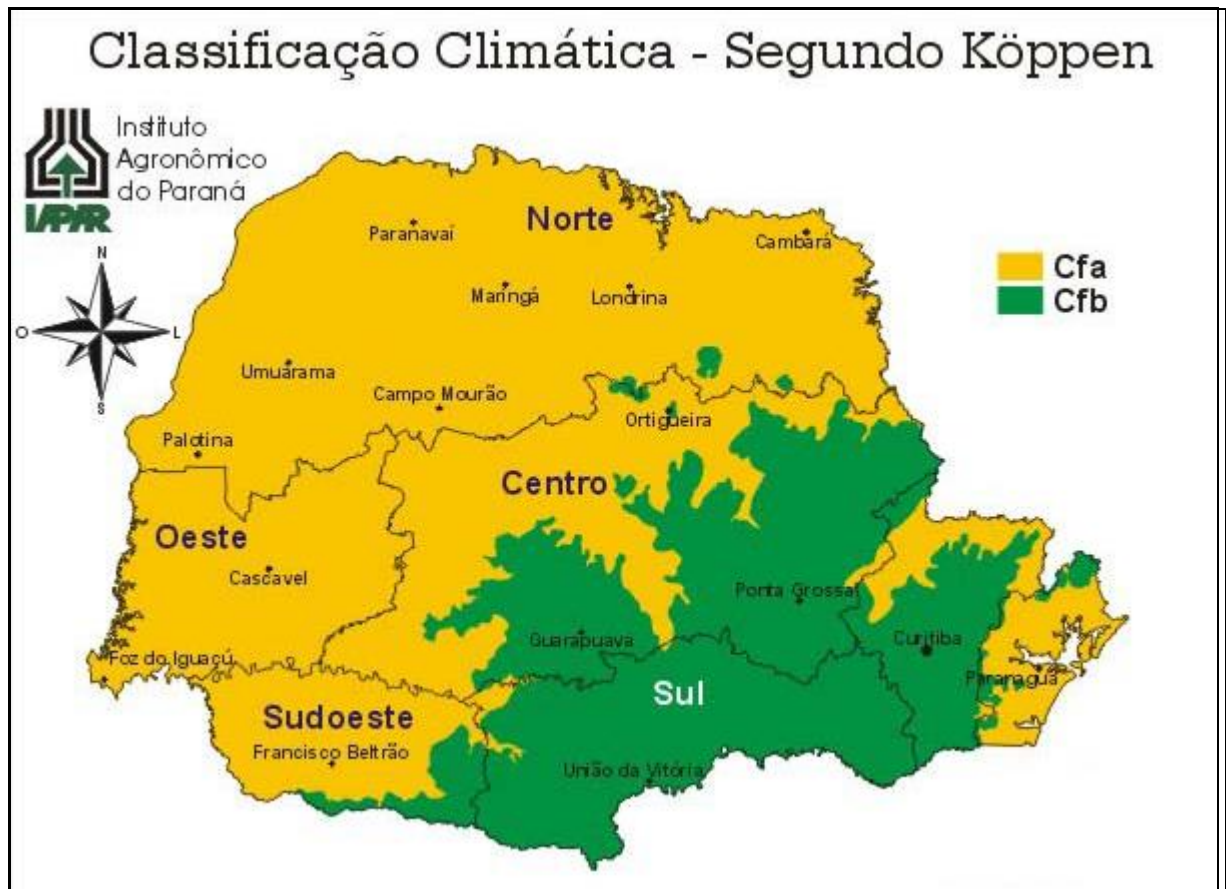 Classificação Climática - Segundo Köppen
Instituto
Agronômico
do Paraná
IAPAR
N
O
L
S
Cfa
Cfb
Norte
Paranavaí
Cambará
Maringá
Londrina
Umuarama
Campo Mourão
Ortigueira
Palotina
Centro
Oeste
Cascavel
Ponta Grossa
Guarapuava
Curitiba
Foz do Iguaçú
Paranaguá
Sul
Sudoeste
Francisco Beltrão
União da Vitória